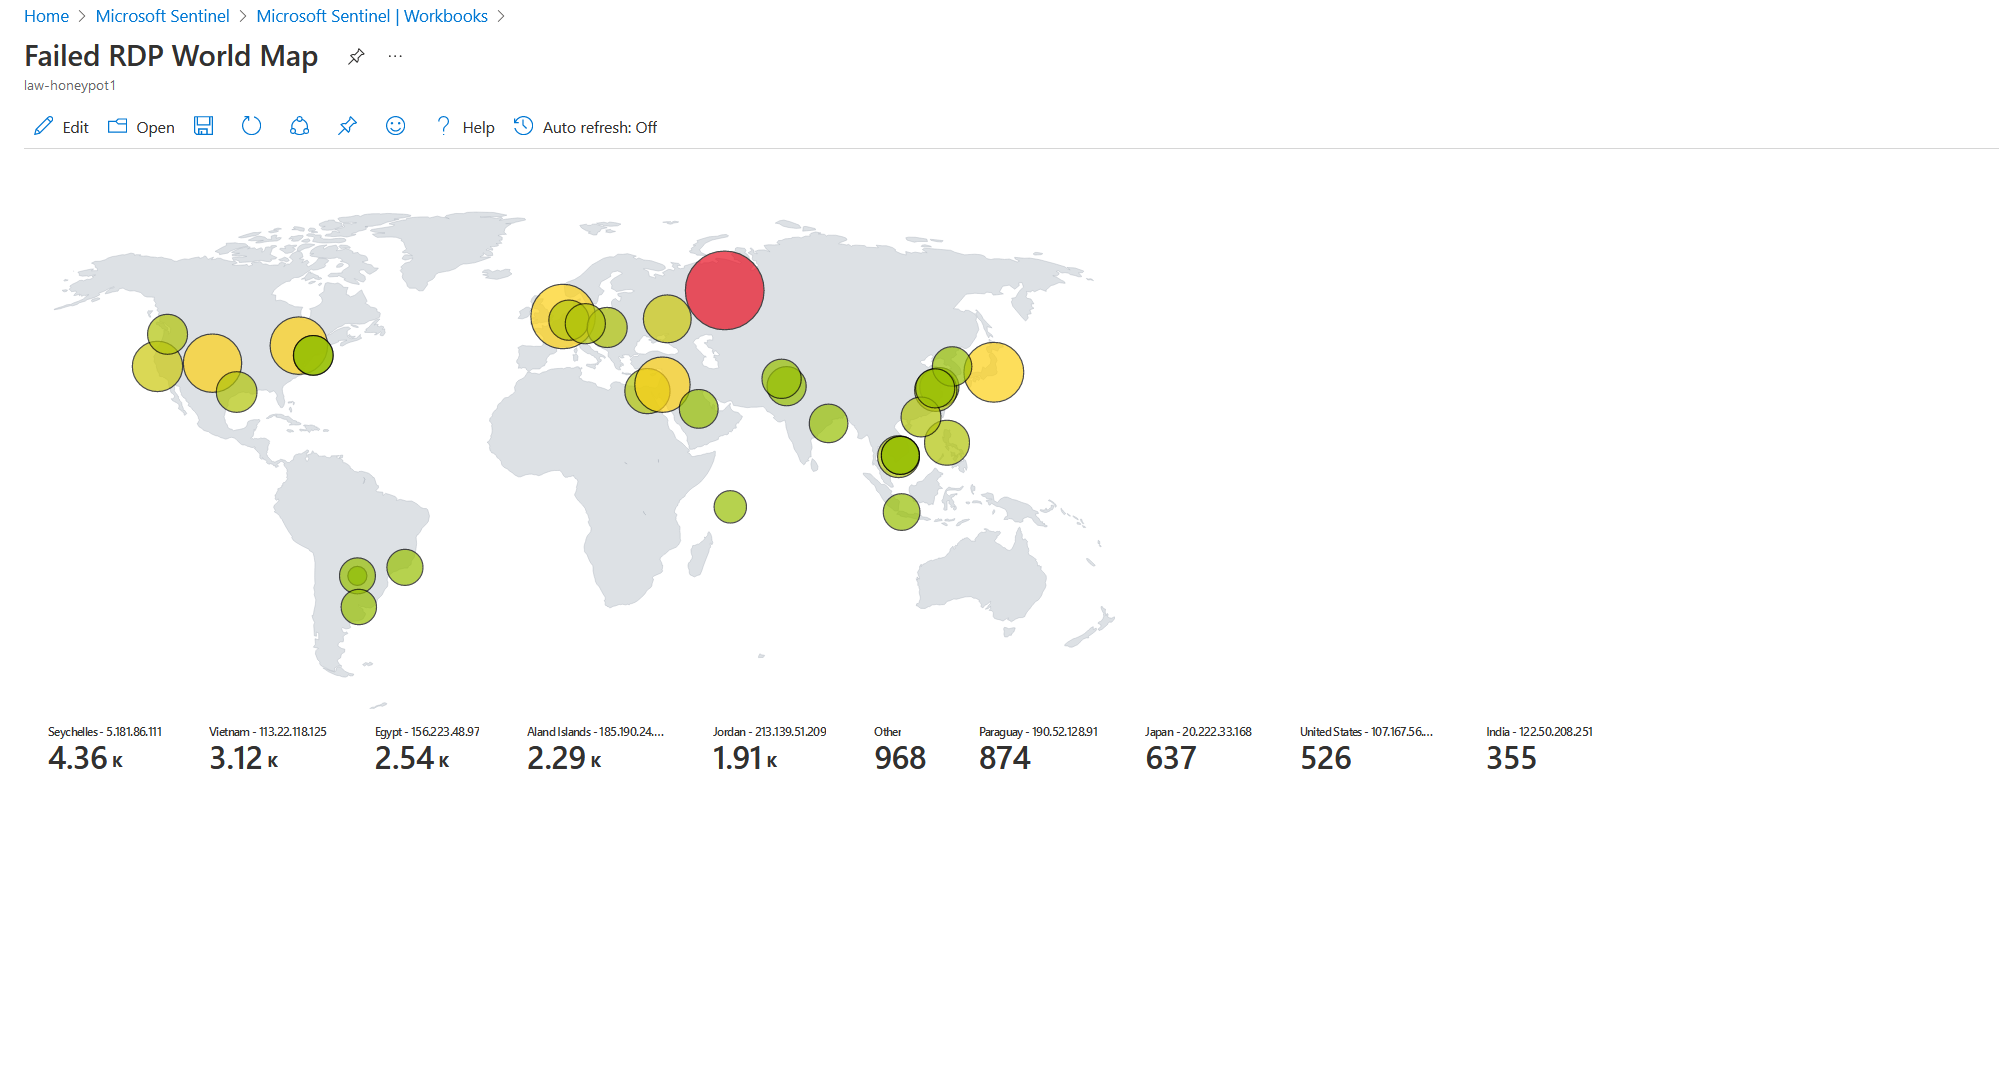 Home > Microsoft Sentinel > Microsoft Sentinel | Workbooks >
Failed RDP World Map ...
law-honeypot1
Edit Open Help Auto refresh: Off
Seychelles - 5.181.86.111 Vietnam - 113.22.118.125 Egypt - 156.223.48.97 Aland Islands - 185.190.24.... Jordan - 213.139.51.209 Other Paraguay - 190.52.128.91 Japan - 20.222.33.168 United States - 107.167.56.... India - 122.50.208.251
4.36 K 3.12 K 2.54 K 2.29 K 1.91 K 968 874 637 526 355